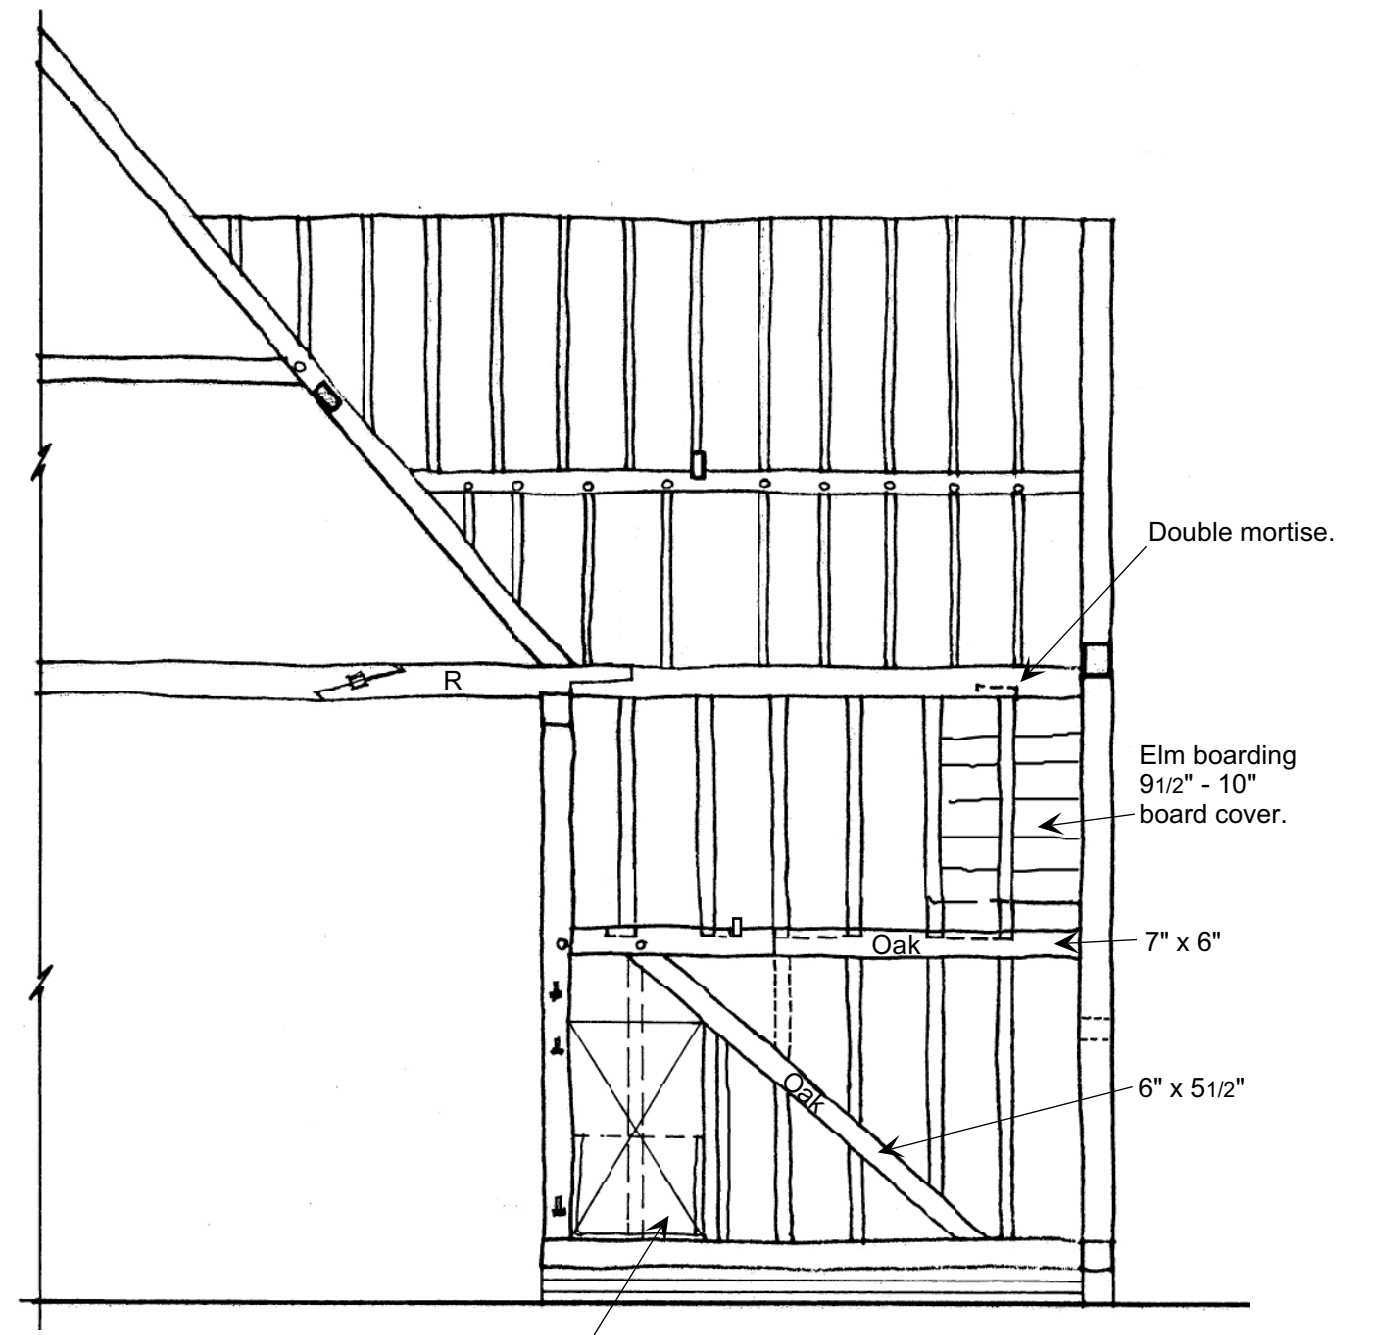 Double mortise.
R
Elm boarding
91/2" - 10"
board cover.
Oak
7" x 6"
Oak
6" x 51/2"